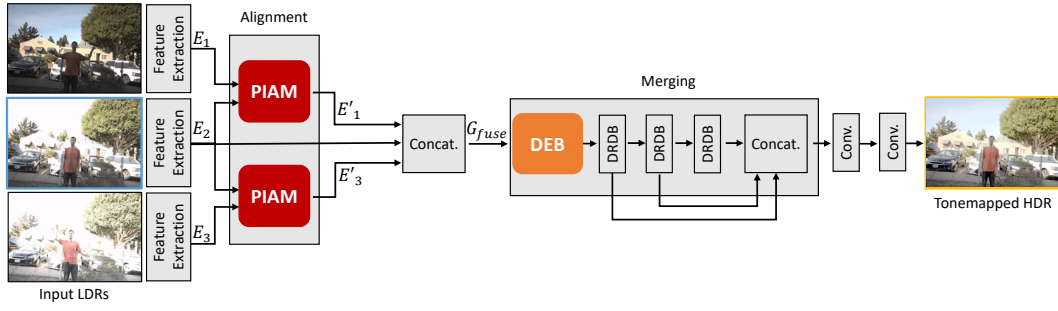 Alignment
Feature
Extraction
E₁
PIAM
E'₁
Feature
Extraction
E₂
Concat.
G_fuse
Merging
DEB
DRDB
DRDB
DRDB
Concat.
Conv.
Conv.
PIAM
E'₃
Feature
Extraction
E₃
Input LDRs
Tonemapped HDR